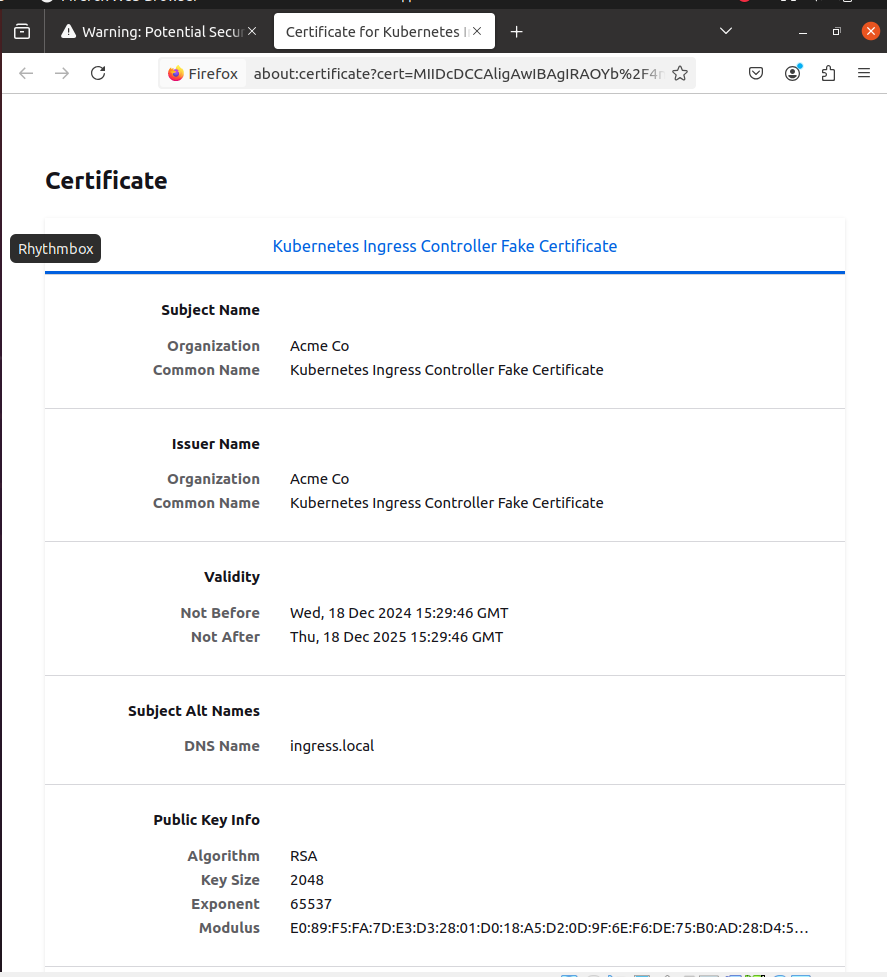 Warning: Potential Secu
Certificate for Kubernetes I
Firefox
about:certificate?cert=MIIDcDCCAligAwIBAgIRAOYb%2F4r
Certificate
Rhythmbox
Kubernetes Ingress Controller Fake Certificate
Subject Name
Organization Acme Co
Common Name Kubernetes Ingress Controller Fake Certificate
Issuer Name
Organization Acme Co
Common Name Kubernetes Ingress Controller Fake Certificate
Validity
Not Before Wed, 18 Dec 2024 15:29:46 GMT
Not After Thu, 18 Dec 2025 15:29:46 GMT
Subject Alt Names
DNS Name ingress.local
Public Key Info
Algorithm RSA
Key Size 2048
Exponent 65537
Modulus E0:89:F5:FA:7D:E3:D3:28:01:D0:18:A5:D2:0D:9F:6E:F6:DE:75:B0:AD:28:D4:5…